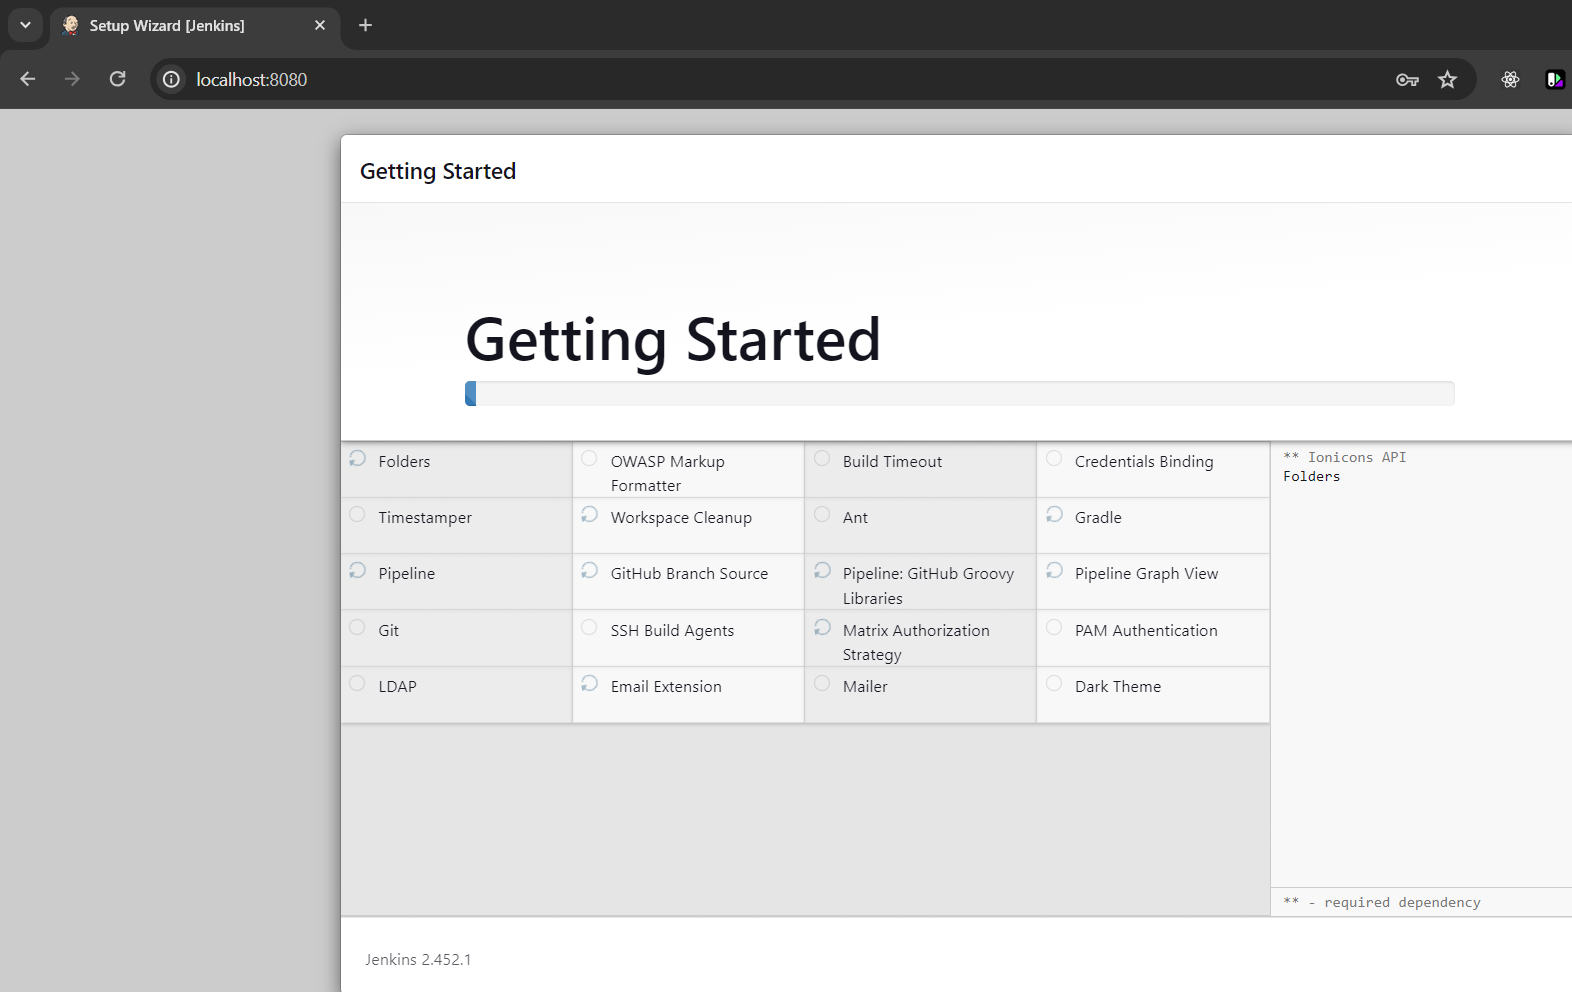 Setup Wizard [Jenkins]
localhost:8080
Getting Started
Getting Started
Folders
OWASP Markup
Formatter
Build Timeout
Credentials Binding
** Ionicons API
Folders
Timestamper
Workspace Cleanup
Ant
Gradle
Pipeline
GitHub Branch Source
Pipeline: GitHub Groovy
Libraries
Pipeline Graph View
Git
SSH Build Agents
Matrix Authorization
Strategy
PAM Authentication
LDAP
Email Extension
Mailer
Dark Theme
** - required dependency
Jenkins 2.452.1